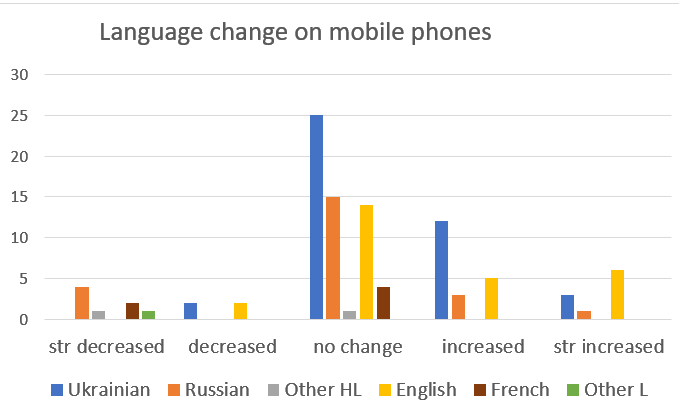 Language change on mobile phones
30
25
20
15
10
5
0
str decreased decreased no change increased str increased
Ukrainian Russian Other HL English French Other L